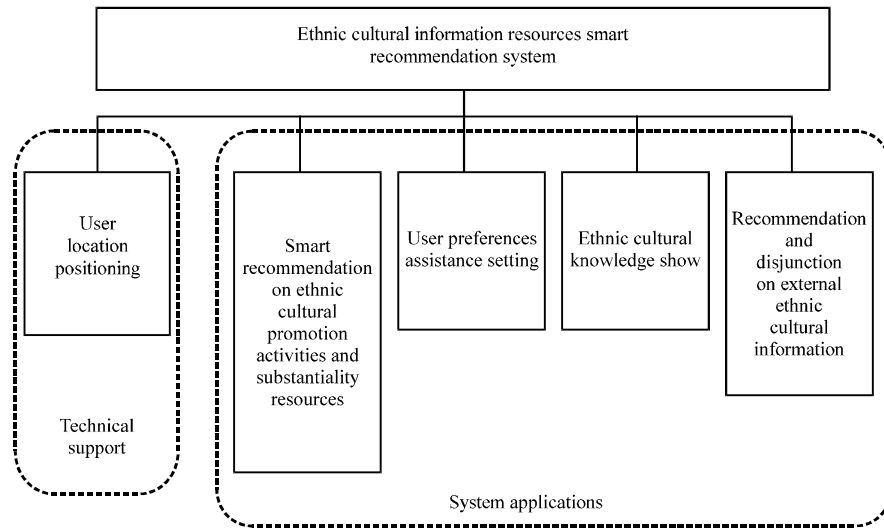 Ethnic cultural information resources smart
recommendation system
User
location
positioning
Technical
support
Smart
recommendation
on ethnic
cultural
promotion
activities and
substantiality
resources
User preferences
assistance setting
Ethnic cultural
knowledge show
Recommendation
and
disjunction
on external
ethnic
cultural
information
System applications